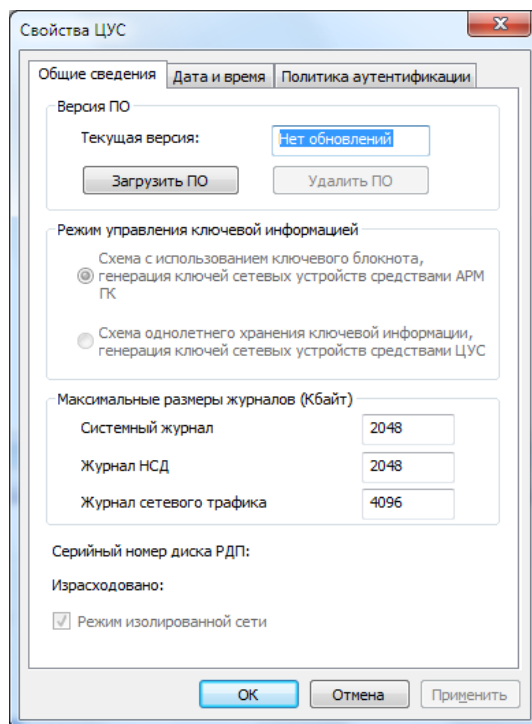 Свойства ЦУС
Общие сведения Дата и время Политика аутентификации
Версия ПО
Текущая версия: Нет обновлений
Загрузить ПО Удалить ПО
Режим управления ключевой информацией
Схема с использованием ключевого блокнота,
генерация ключей сетевых устройств средствами АРМ
ГК
Схема однолетнего хранения ключевой информации,
генерация ключей сетевых устройств средствами ЦУС
Максимальные размеры журналов (Кбайт)
Системный журнал 2048
Журнал НСД 2048
Журнал сетевого трафика 4096
Серийный номер диска РДП:
Израсходовано:
Режим изолированной сети
ОК Отмена Применить